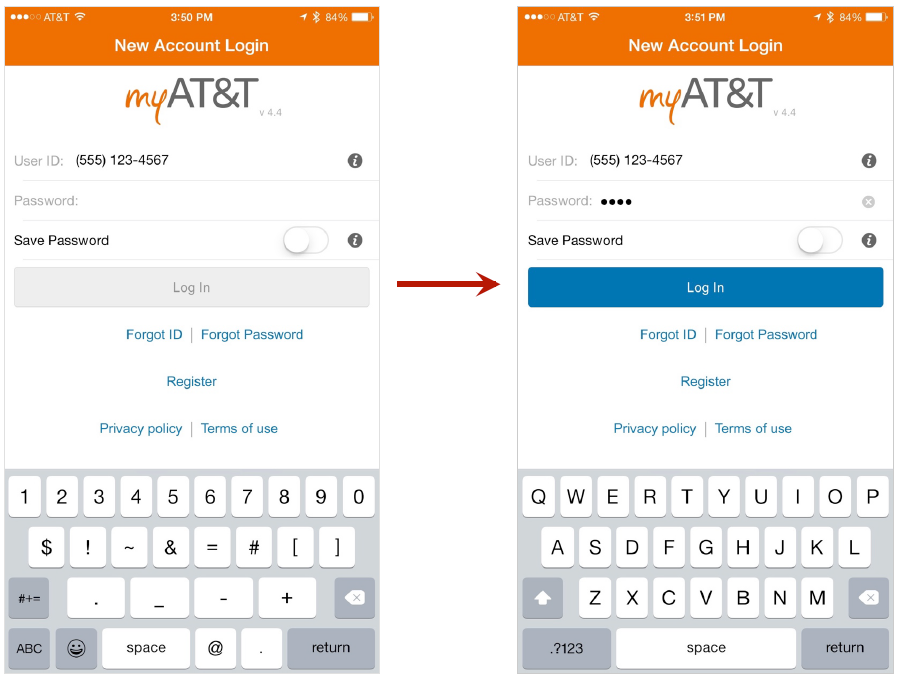 AT&T 3:50 PM 84%
New Account Login
myAT&T v 4.4
User ID: (555) 123-4567
Password:
Save Password
Log In
Forgot ID | Forgot Password
Register
Privacy policy | Terms of use
1 2 3 4 5 6 7 8 9 0
$ ! ~ & = # [ ]
#+= . _ - +
ABC space @ . return
AT&T 3:51 PM 84%
New Account Login
myAT&T v 4.4
User ID: (555) 123-4567
Password: ••••
Save Password
Log In
Forgot ID | Forgot Password
Register
Privacy policy | Terms of use
Q W E R T Y U I O P
A S D F G H J K L
Z X C V B N M
.?123 space return